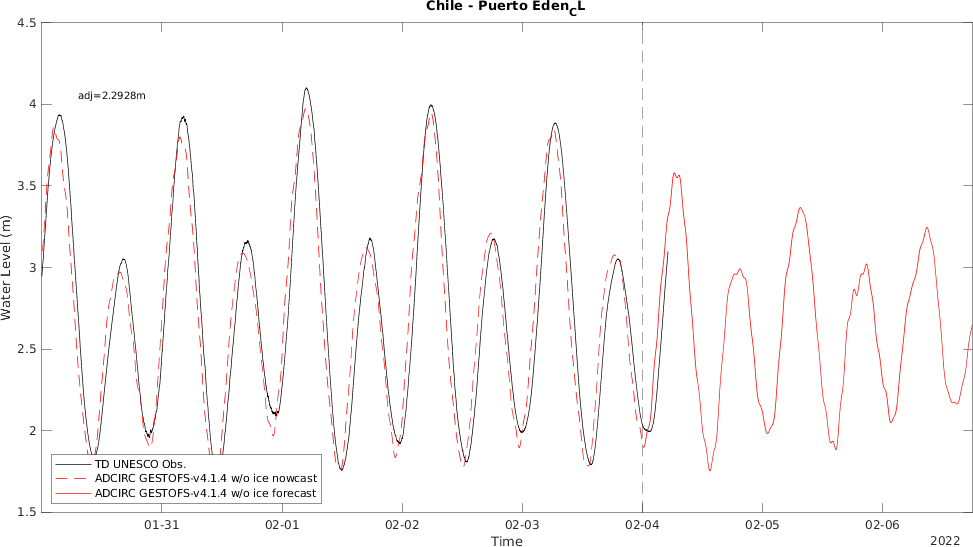 Chile - Puerto Eden_CL
4.5
4
3.5
3
2.5
2
1.5
Water Level (m)
adj=2.2928m
TD UNESCO Obs.
ADCIRC GESTOFS-v4.1.4 w/o ice nowcast
ADCIRC GESTOFS-v4.1.4 w/o ice forecast
01-31 02-01 02-02 02-03 02-04 02-05 02-06
Time
2022